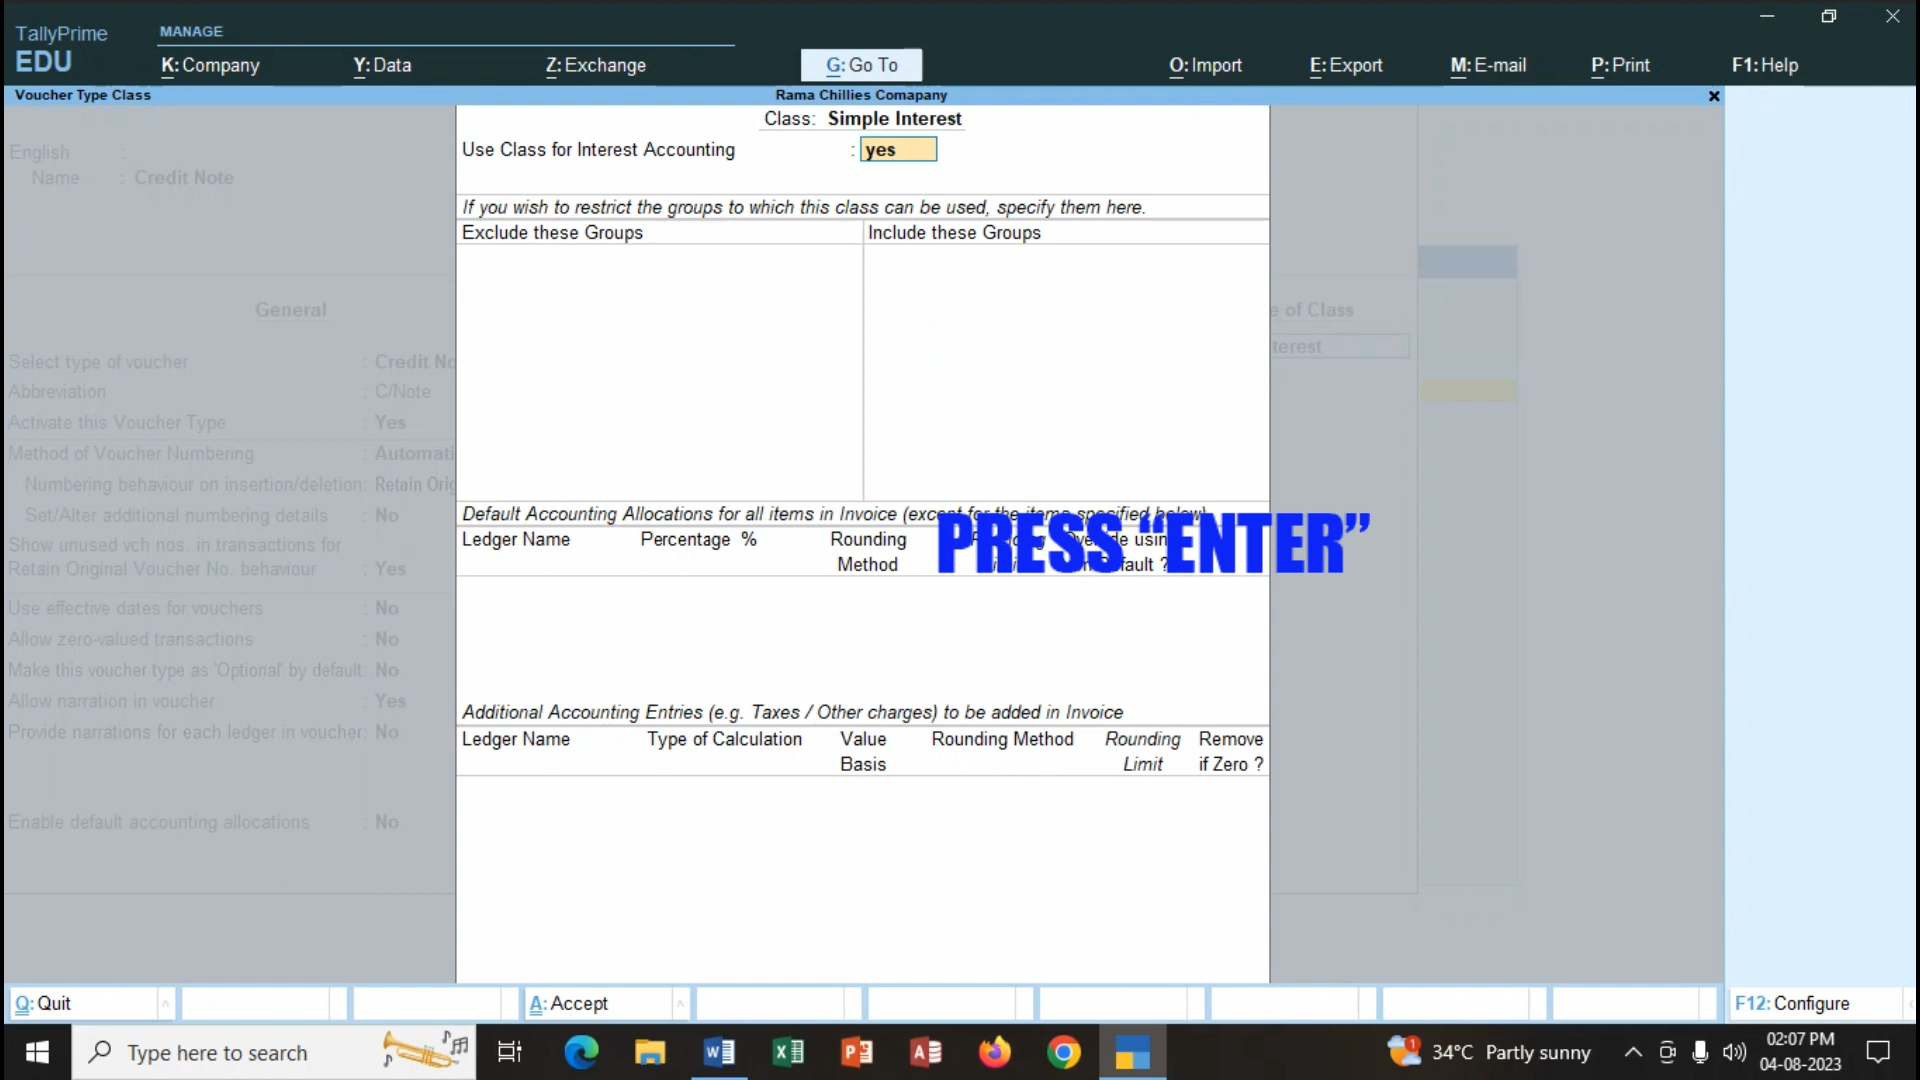 TallyPrime
EDU
MANAGE
K: Company
Y: Data
Z: Exchange
G: Go To
O: Import
E: Export
M: E-mail
P: Print
F1: Help
Voucher Type Class
Rama Chillies Comapany
Class: Simple Interest
Use Class for Interest Accounting : yes
English :
Name : Credit Note
If you wish to restrict the groups to which this class can be used, specify them here.
Exclude these Groups
Include these Groups
General
e of Class
terest
Select type of voucher : Credit No
Abbreviation : C/Note
Activate this Voucher Type : Yes
Method of Voucher Numbering : Automati
Numbering behaviour on insertion/deletion: Retain Orig
Set/Alter additional numbering details : No
Show unused vch nos. in transactions for
Retain Original Voucher No. behaviour : Yes
Use effective dates for vouchers : No
Allow zero-valued transactions : No
Make this voucher type as 'Optional' by default: No
Allow narration in voucher : Yes
Provide narrations for each ledger in voucher: No
Enable default accounting allocations : No
Default Accounting Allocations for all items in Invoice (except for the items specified below)
Ledger Name Percentage % Rounding
Method
PRESS “ENTER”
Additional Accounting Entries (e.g. Taxes / Other charges) to be added in Invoice
Ledger Name Type of Calculation Value Rounding Method Rounding Remove
Basis Limit if Zero ?
Q: Quit
A: Accept
F12: Configure
Type here to search
34°C Partly sunny
02:07 PM
04-08-2023